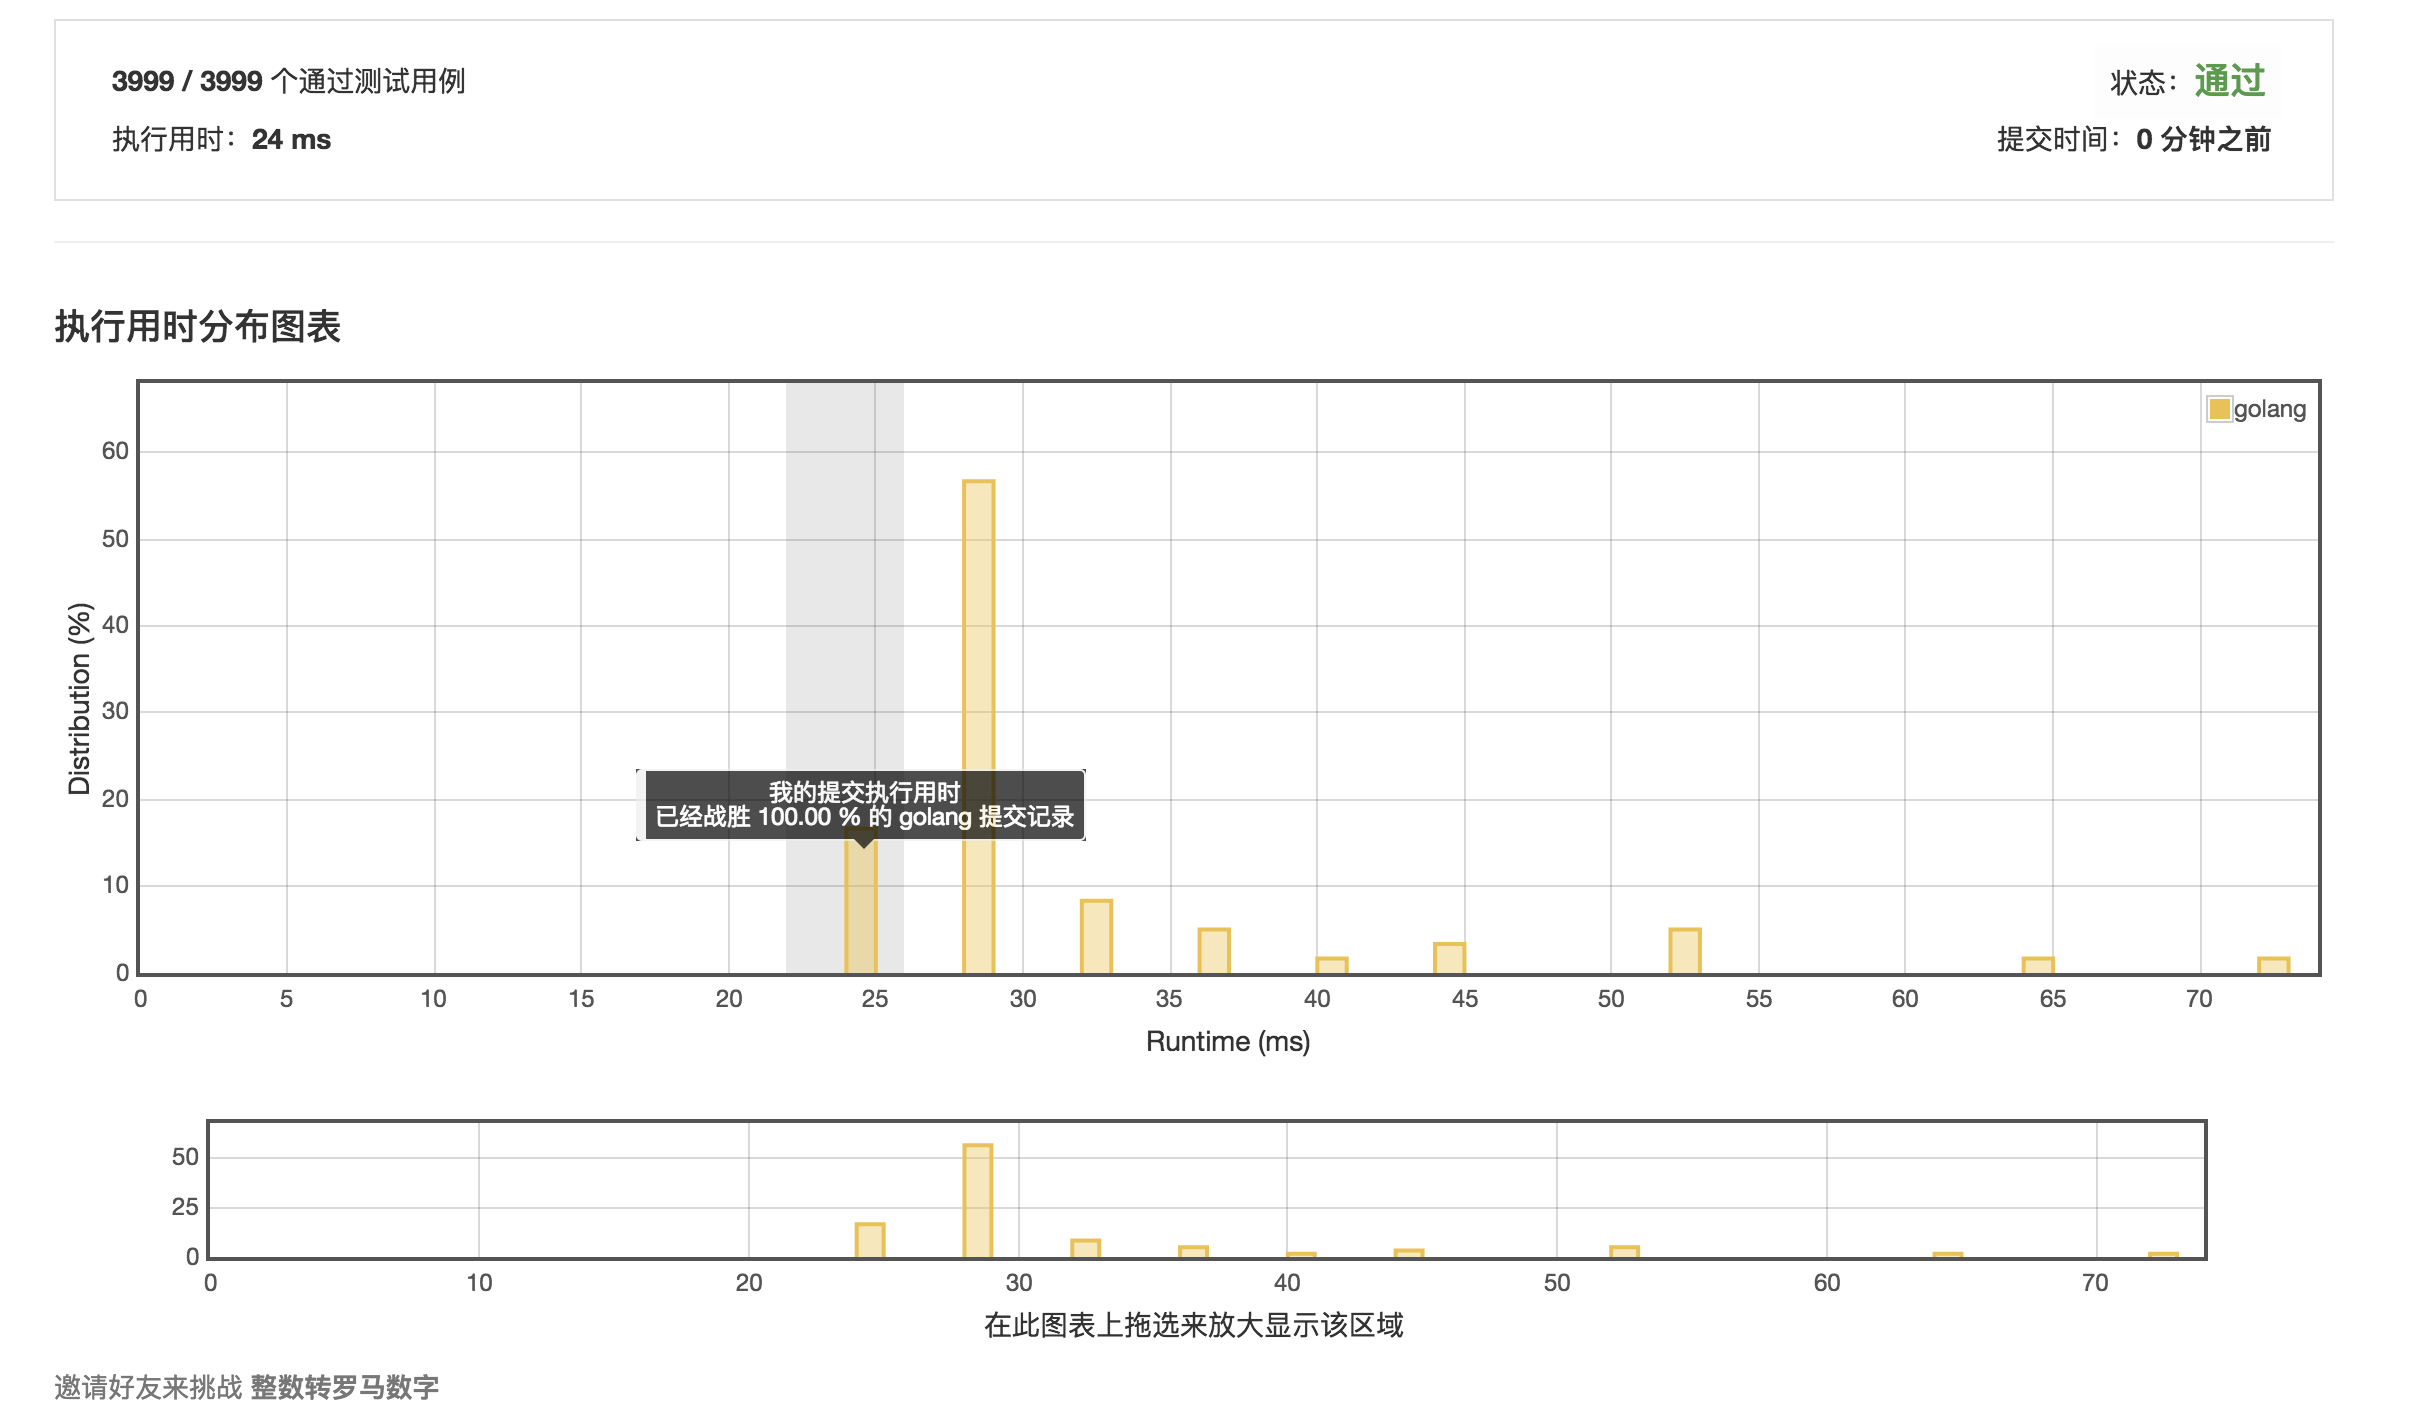 3999 / 3999 个通过测试用例
状态：通过
执行用时：24 ms
提交时间：0 分钟之前
执行用时分布图表
golang
60
50
40
30
20
10
0
Distribution (%)
我的提交执行用时
已经战胜 100.00 % 的 golang 提交记录
0 5 10 15 20 25 30 35 40 45 50 55 60 65 70
Runtime (ms)
50
25
0
0 10 20 30 40 50 60 70
在此图表上拖选来放大显示该区域
邀请好友来挑战 整数转罗马数字